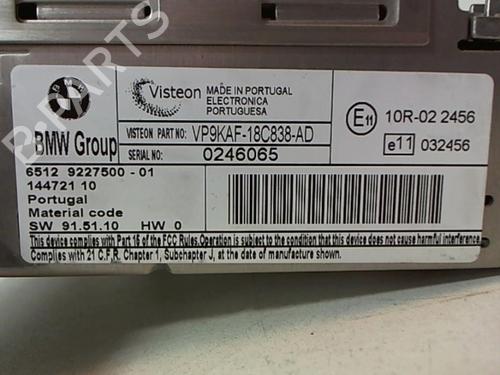 BMW
BMW Group
Visteon
MADE IN PORTUGAL
ELECTRONICA
PORTUGUESA
VISTEON PART NO: VP9KAF-18C838-AD
SERIAL NO: 0246065
E11 10R-02 2456
e11 032456
6512 9227500 - 01
144721 10
Portugal
Material code
SW 91.51.10 HW 0
This device complies with Part 15 of the FCC Rules. Operation is subject to the condition that this device does not cause harmful interference.
Complies with 21 C.F.R. Chapter 1, Subchapter J, at date of manufacture
B-PARTS